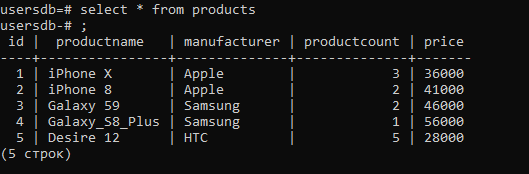 usersdb=# select * from products
usersdb-# ;
 id |  productname   | manufacturer | productcount | price
----+----------------+--------------+--------------+-------
  1 | iPhone X       | Apple        |            3 | 36000
  2 | iPhone 8       | Apple        |            2 | 41000
  3 | Galaxy S9      | Samsung      |            2 | 46000
  4 | Galaxy_S8_Plus | Samsung      |            1 | 56000
  5 | Desire 12      | HTC          |            5 | 28000
(5 строк)